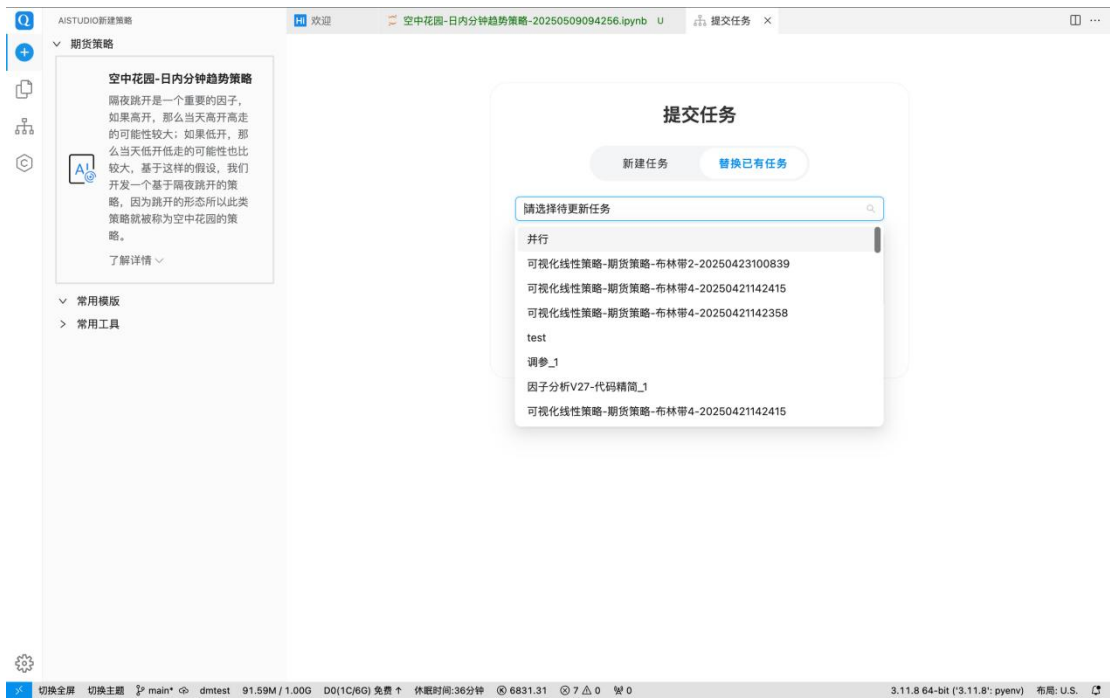 AISTUDIO新建策略
欢迎
空中花园-日内分钟趋势策略-20250509094256.ipynb U
提交任务
期货策略
空中花园-日内分钟趋势策略
隔夜跳开是一个重要的因子，
如果高开，那么当天高开高走
的可能性较大；如果低开，那
么当天低开低走的可能性也比
较大，基于这样的假设，我们
开发一个基于隔夜跳开的策
略，因为跳开的形态所以此类
策略就被称为空中花园的策
略。
了解详情
常用模版
常用工具
提交任务
新建任务 替换已有任务
请选择待更新任务
并行
可视化线性策略-期货策略-布林带2-20250423100839
可视化线性策略-期货策略-布林带4-20250421142415
可视化线性策略-期货策略-布林带4-20250421142358
test
调参_1
因子分析V27-代码精简_1
可视化线性策略-期货策略-布林带4-20250421142415
切换全屏 切换主题 main* dmtest 91.59M / 1.00G D0(1C/6G) 免费↑ 休眠时间:36分钟 6831.31 7 0 0 3.11.8 64-bit ('3.11.8': pyenv) 布局: U.S.